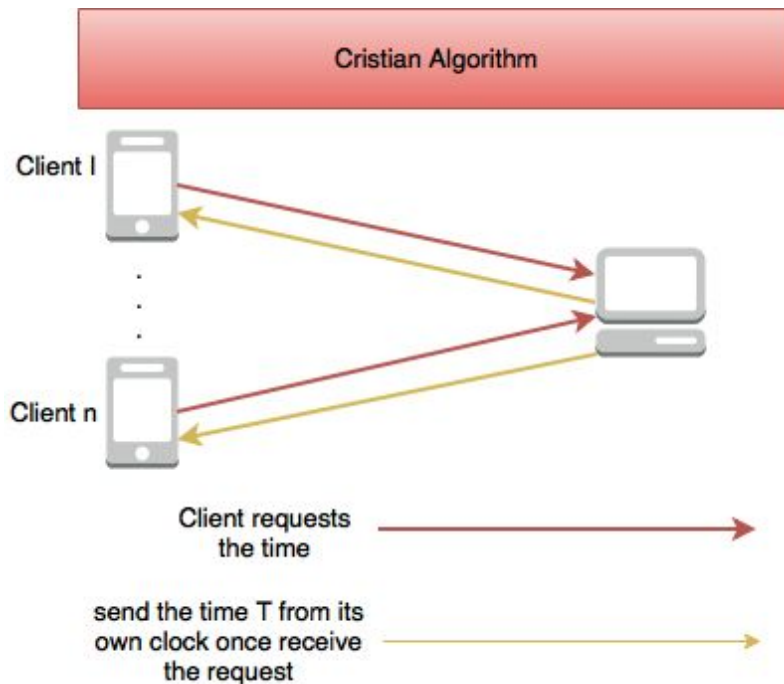 Cristian Algorithm
Client I
.
.
.
Client n
Client requests
the time
send the time T from its
own clock once receive
the request